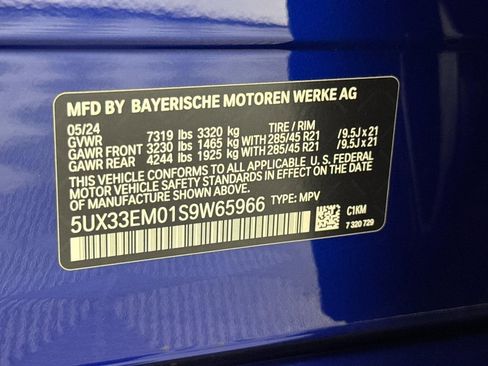 MFD BY BAYERISCHE MOTOREN WERKE AG
05/24 TIRE / RIM
GVWR 7319 lbs 3320 kg
GAWR FRONT 3230 lbs 1465 kg WITH 285/45 R21 /9.5J x 21
GAWR REAR 4244 lbs 1925 kg WITH 285/45 R21 /9.5J x 21
THIS VEHICLE CONFORMS TO ALL APPLICABLE U.S. FEDERAL
MOTOR VEHICLE SAFETY STANDARDS IN EFFECT ON THE
DATE OF MANUFACTURE SHOWN ABOVE.
5UX33EM01S9W65966 TYPE: MPV
C1KM
7 320 729